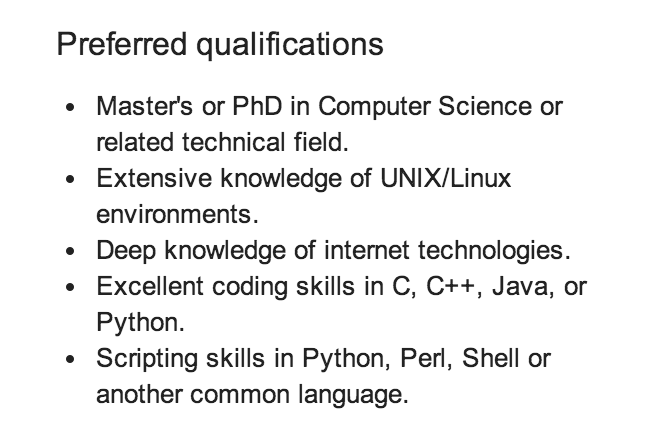 Preferred qualifications
• Master's or PhD in Computer Science or
related technical field.
• Extensive knowledge of UNIX/Linux
environments.
• Deep knowledge of internet technologies.
• Excellent coding skills in C, C++, Java, or
Python.
• Scripting skills in Python, Perl, Shell or
another common language.